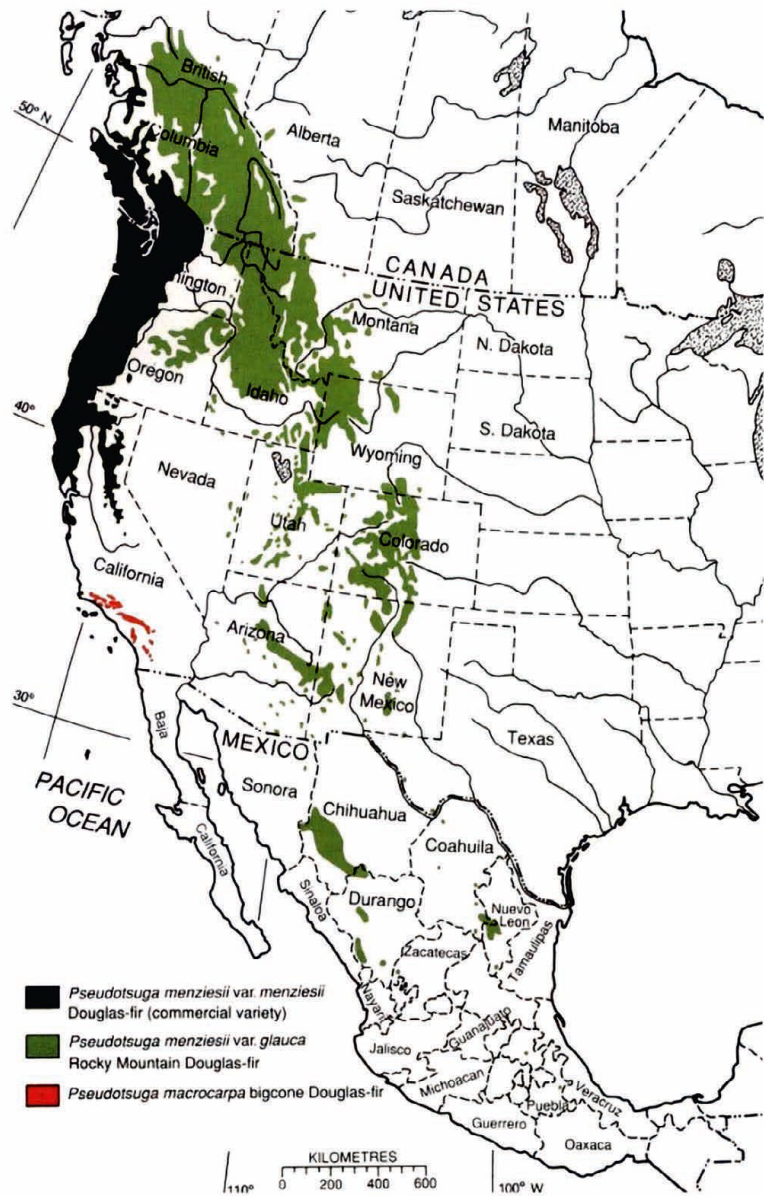 50° N
British
Columbia
Alberta
Manitoba
Saskatchewan
CANADA
UNITED STATES
hington
Montana
N. Dakota
Oregon
Idaho
40°
S. Dakota
Wyoming
Nevada
Utah
Colorado
California
Arizona
New
Mexico
30°
Texas
MEXICO
Baja
California
Sonora
PACIFIC
OCEAN
Chihuahua
Coahuila
Sinaloa
Durango
Nuevo
Leon
Tamaulipas
Zacatecas
Nayarit
Guanajuato
Jalisco
Michoacan
Veracruz
Puebla
Guerrero
Oaxaca
Pseudotsuga menziesii var. menziesii
Douglas-fir (commercial variety)
Pseudotsuga menziesii var. glauca
Rocky Mountain Douglas-fir
Pseudotsuga macrocarpa bigcone Douglas-fir
KILOMETRES
0 200 400 600
110°
100° W